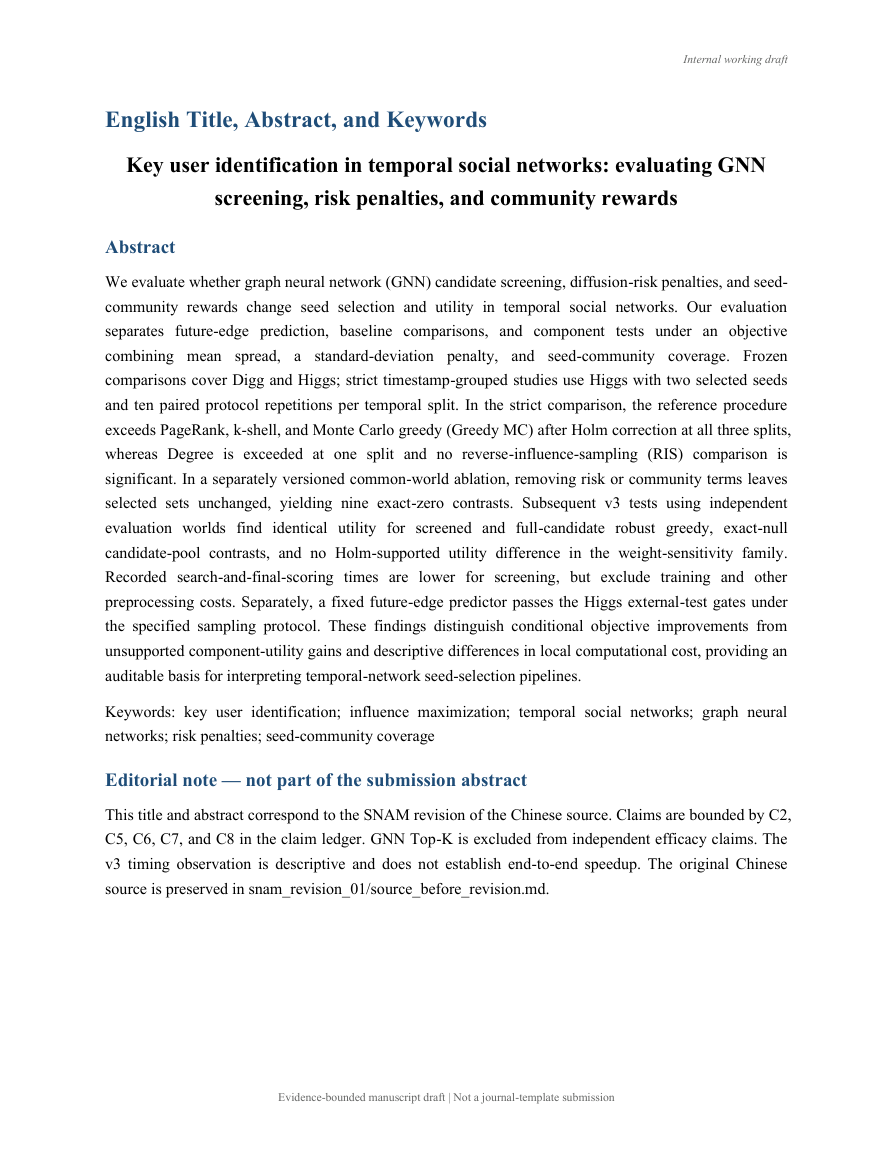 Internal working draft
English Title, Abstract, and Keywords
Key user identification in temporal social networks: evaluating GNN
screening, risk penalties, and community rewards
Abstract
We evaluate whether graph neural network (GNN) candidate screening, diffusion-risk penalties, and seed-
community rewards change seed selection and utility in temporal social networks. Our evaluation
separates future-edge prediction, baseline comparisons, and component tests under an objective
combining mean spread, a standard-deviation penalty, and seed-community coverage. Frozen
comparisons cover Digg and Higgs; strict timestamp-grouped studies use Higgs with two selected seeds
and ten paired protocol repetitions per temporal split. In the strict comparison, the reference procedure
exceeds PageRank, k-shell, and Monte Carlo greedy (Greedy MC) after Holm correction at all three splits,
whereas Degree is exceeded at one split and no reverse-influence-sampling (RIS) comparison is
significant. In a separately versioned common-world ablation, removing risk or community terms leaves
selected sets unchanged, yielding nine exact-zero contrasts. Subsequent v3 tests using independent
evaluation worlds find identical utility for screened and full-candidate robust greedy, exact-null
candidate-pool contrasts, and no Holm-supported utility difference in the weight-sensitivity family.
Recorded search-and-final-scoring times are lower for screening, but exclude training and other
preprocessing costs. Separately, a fixed future-edge predictor passes the Higgs external-test gates under
the specified sampling protocol. These findings distinguish conditional objective improvements from
unsupported component-utility gains and descriptive differences in local computational cost, providing an
auditable basis for interpreting temporal-network seed-selection pipelines.
Keywords: key user identification; influence maximization; temporal social networks; graph neural
networks; risk penalties; seed-community coverage
Editorial note — not part of the submission abstract
This title and abstract correspond to the SNAM revision of the Chinese source. Claims are bounded by C2,
C5, C6, C7, and C8 in the claim ledger. GNN Top-K is excluded from independent efficacy claims. The
v3 timing observation is descriptive and does not establish end-to-end speedup. The original Chinese
source is preserved in snam_revision_01/source_before_revision.md.
Evidence-bounded manuscript draft | Not a journal-template submission